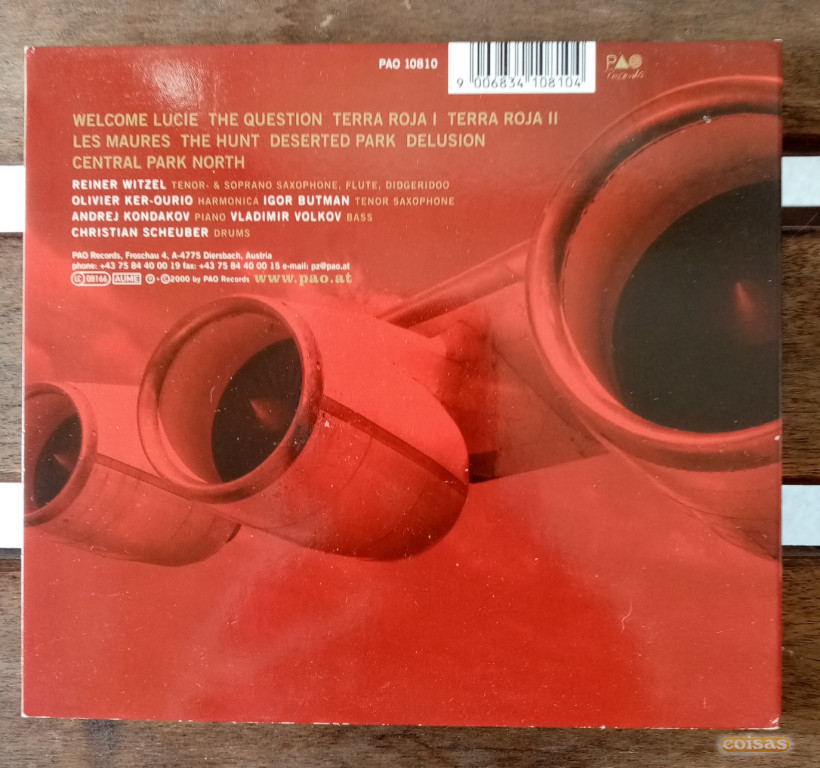 PAO 10810
9 006834 108104
PAO
records
WELCOME LUCIE THE QUESTION TERRA ROJA I TERRA ROJA II
LES MAURES THE HUNT DESERTED PARK DELUSION
CENTRAL PARK NORTH
REINER WITZEL TENOR- & SOPRANO SAXOPHONE, FLUTE, DIDGERIDOO
OLIVIER KER-OURIO HARMONICA IGOR BUTMAN TENOR SAXOPHONE
ANDREJ KONDAKOV PIANO VLADIMIR VOLKOV BASS
CHRISTIAN SCHEUBER DRUMS
PAO Records, Froschau 4, A-4775 Diersbach, Austria
phone: +43 75 84 40 00 19 fax: +43 75 84 40 00 15 e-mail: pz@pao.at
LC 08166 AUME ℗ + ©2000 by PAO Records www.pao.at
coisas